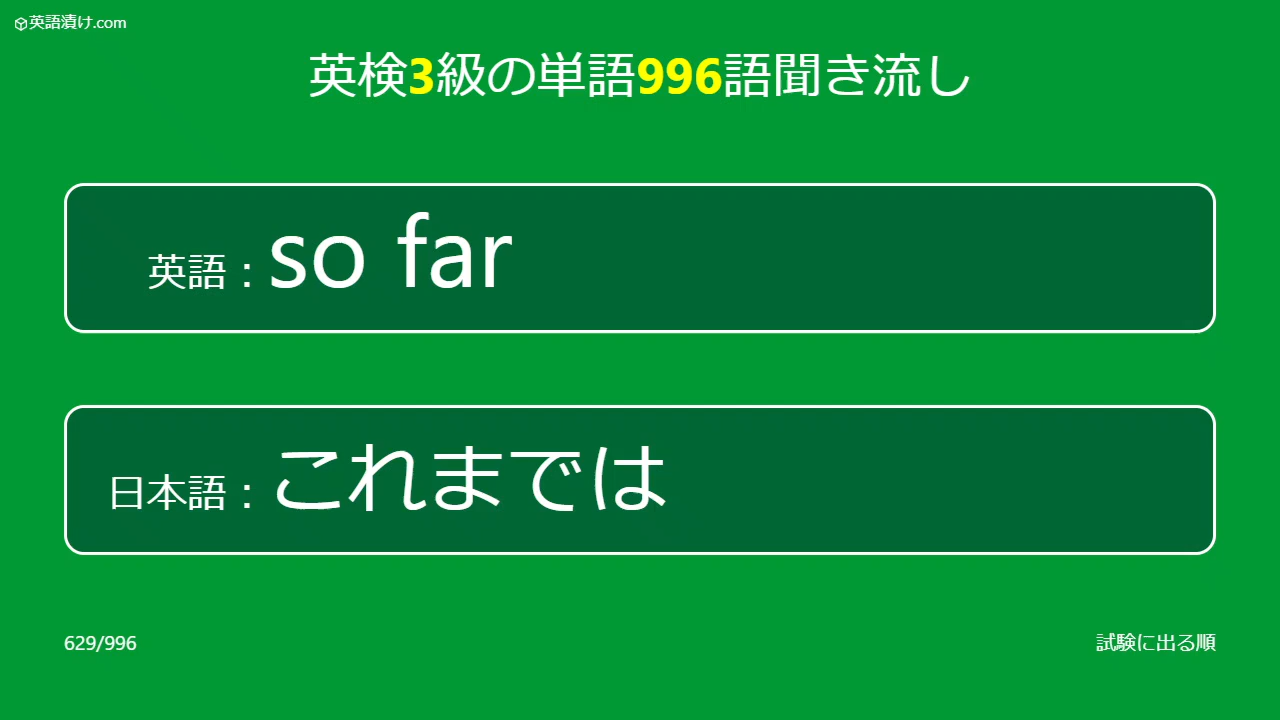 英語漬け.com
英検3級の単語996語聞き流し
英語：so far
日本語：これまでは
629/996
試験に出る順